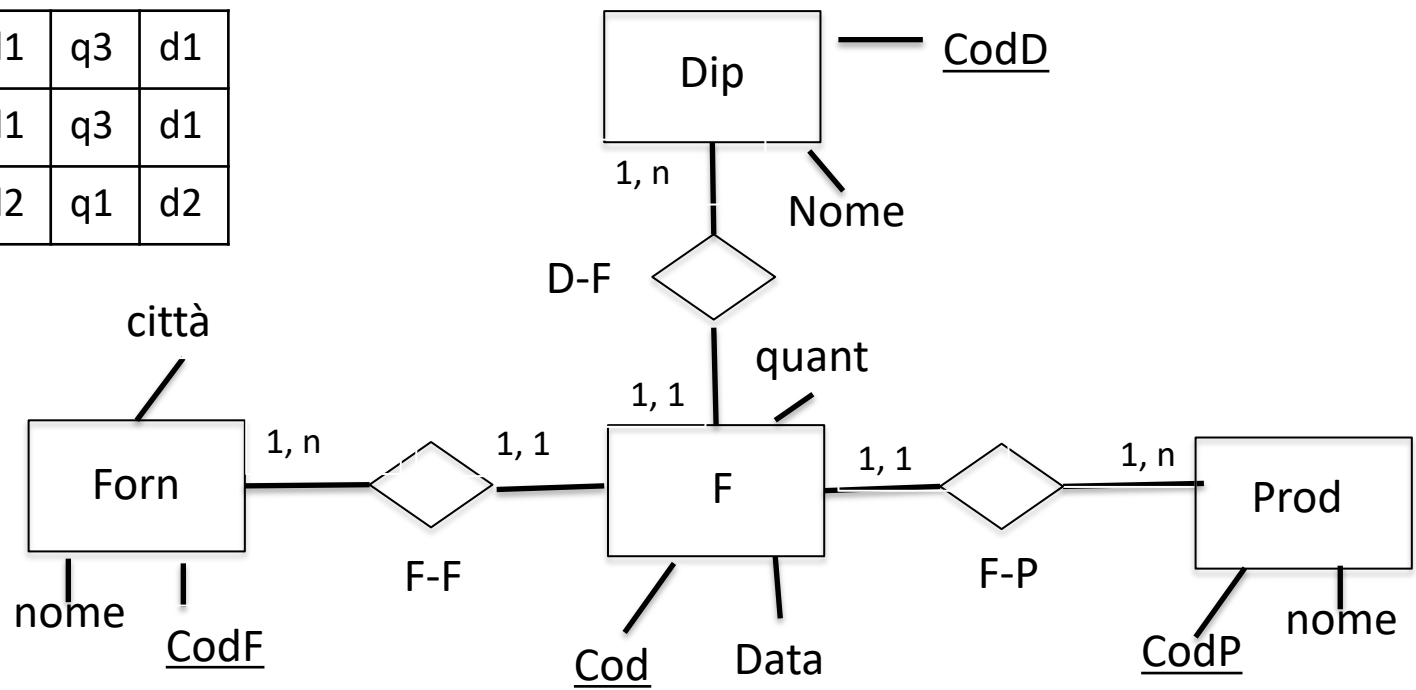 q3 d1
q3 d1
q1 d2
Dip
CodD
1, n
Nome
D-F
città
quant
1, 1
Forn
1, n
1, 1
F
1, 1
1, n
Prod
F-F
F-P
nome
CodF
Cod
Data
CodP
nome